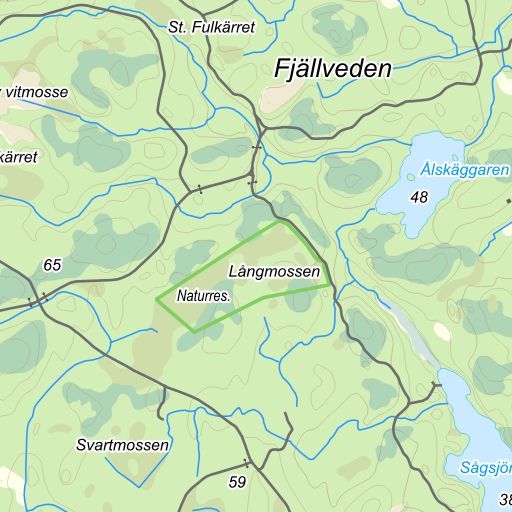 St. Fulkärret
Fjällveden
vitmosse
kärret
Ålskäggaren
48
65
Långmossen
Naturres.
Svartmossen
59
Sågsjön
38